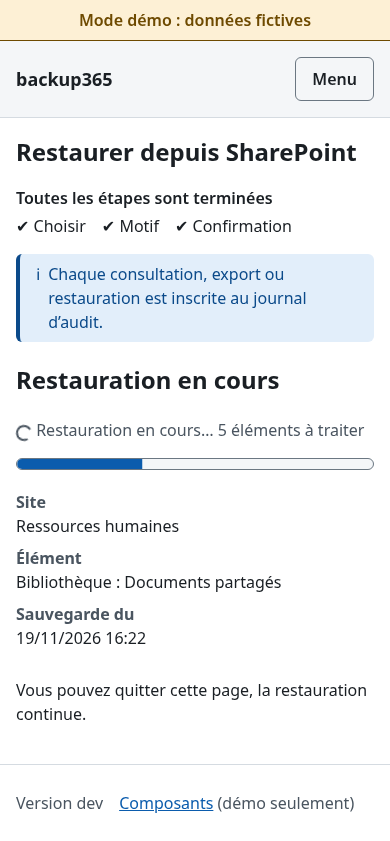 Mode démo : données fictives
backup365
Menu
Restaurer depuis SharePoint
Toutes les étapes sont terminées
✔ Choisir ✔ Motif ✔ Confirmation
i Chaque consultation, export ou
restauration est inscrite au journal
d’audit.
Restauration en cours
Restauration en cours… 5 éléments à traiter
Site
Ressources humaines
Élément
Bibliothèque : Documents partagés
Sauvegarde du
19/11/2026 16:22
Vous pouvez quitter cette page, la restauration
continue.
Version dev Composants (démo seulement)